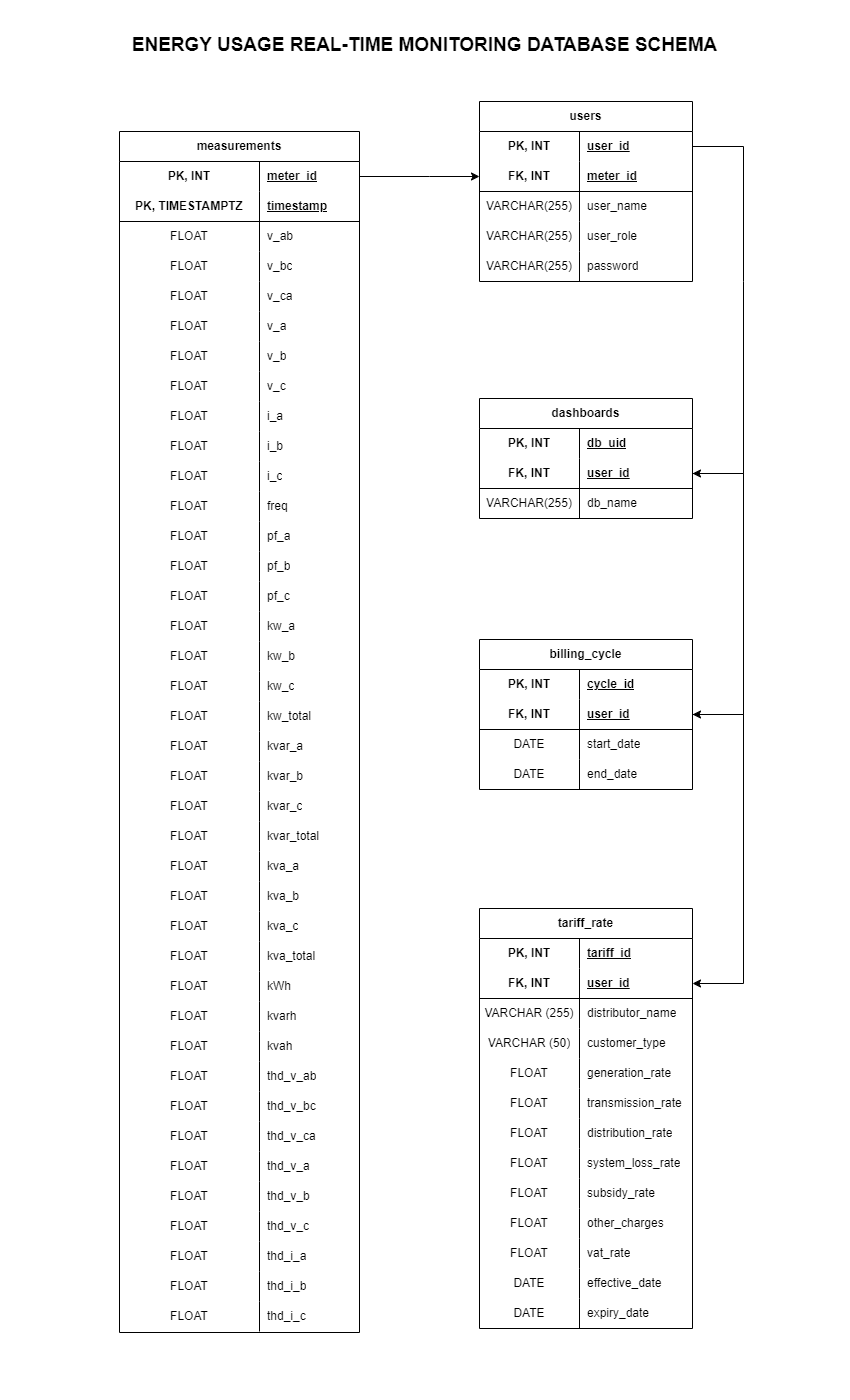 ENERGY USAGE REAL-TIME MONITORING DATABASE SCHEMA
measurements
PK, INT meter_id
PK, TIMESTAMPTZ timestamp
FLOAT v_ab
FLOAT v_bc
FLOAT v_ca
FLOAT v_a
FLOAT v_b
FLOAT v_c
FLOAT i_a
FLOAT i_b
FLOAT i_c
FLOAT freq
FLOAT pf_a
FLOAT pf_b
FLOAT pf_c
FLOAT kw_a
FLOAT kw_b
FLOAT kw_c
FLOAT kw_total
FLOAT kvar_a
FLOAT kvar_b
FLOAT kvar_c
FLOAT kvar_total
FLOAT kva_a
FLOAT kva_b
FLOAT kva_c
FLOAT kva_total
FLOAT kWh
FLOAT kvarh
FLOAT kvah
FLOAT thd_v_ab
FLOAT thd_v_bc
FLOAT thd_v_ca
FLOAT thd_v_a
FLOAT thd_v_b
FLOAT thd_v_c
FLOAT thd_i_a
FLOAT thd_i_b
FLOAT thd_i_c
users
PK, INT user_id
FK, INT meter_id
VARCHAR(255) user_name
VARCHAR(255) user_role
VARCHAR(255) password
dashboards
PK, INT db_uid
FK, INT user_id
VARCHAR(255) db_name
billing_cycle
PK, INT cycle_id
FK, INT user_id
DATE start_date
DATE end_date
tariff_rate
PK, INT tariff_id
FK, INT user_id
VARCHAR (255) distributor_name
VARCHAR (50) customer_type
FLOAT generation_rate
FLOAT transmission_rate
FLOAT distribution_rate
FLOAT system_loss_rate
FLOAT subsidy_rate
FLOAT other_charges
FLOAT vat_rate
DATE effective_date
DATE expiry_date